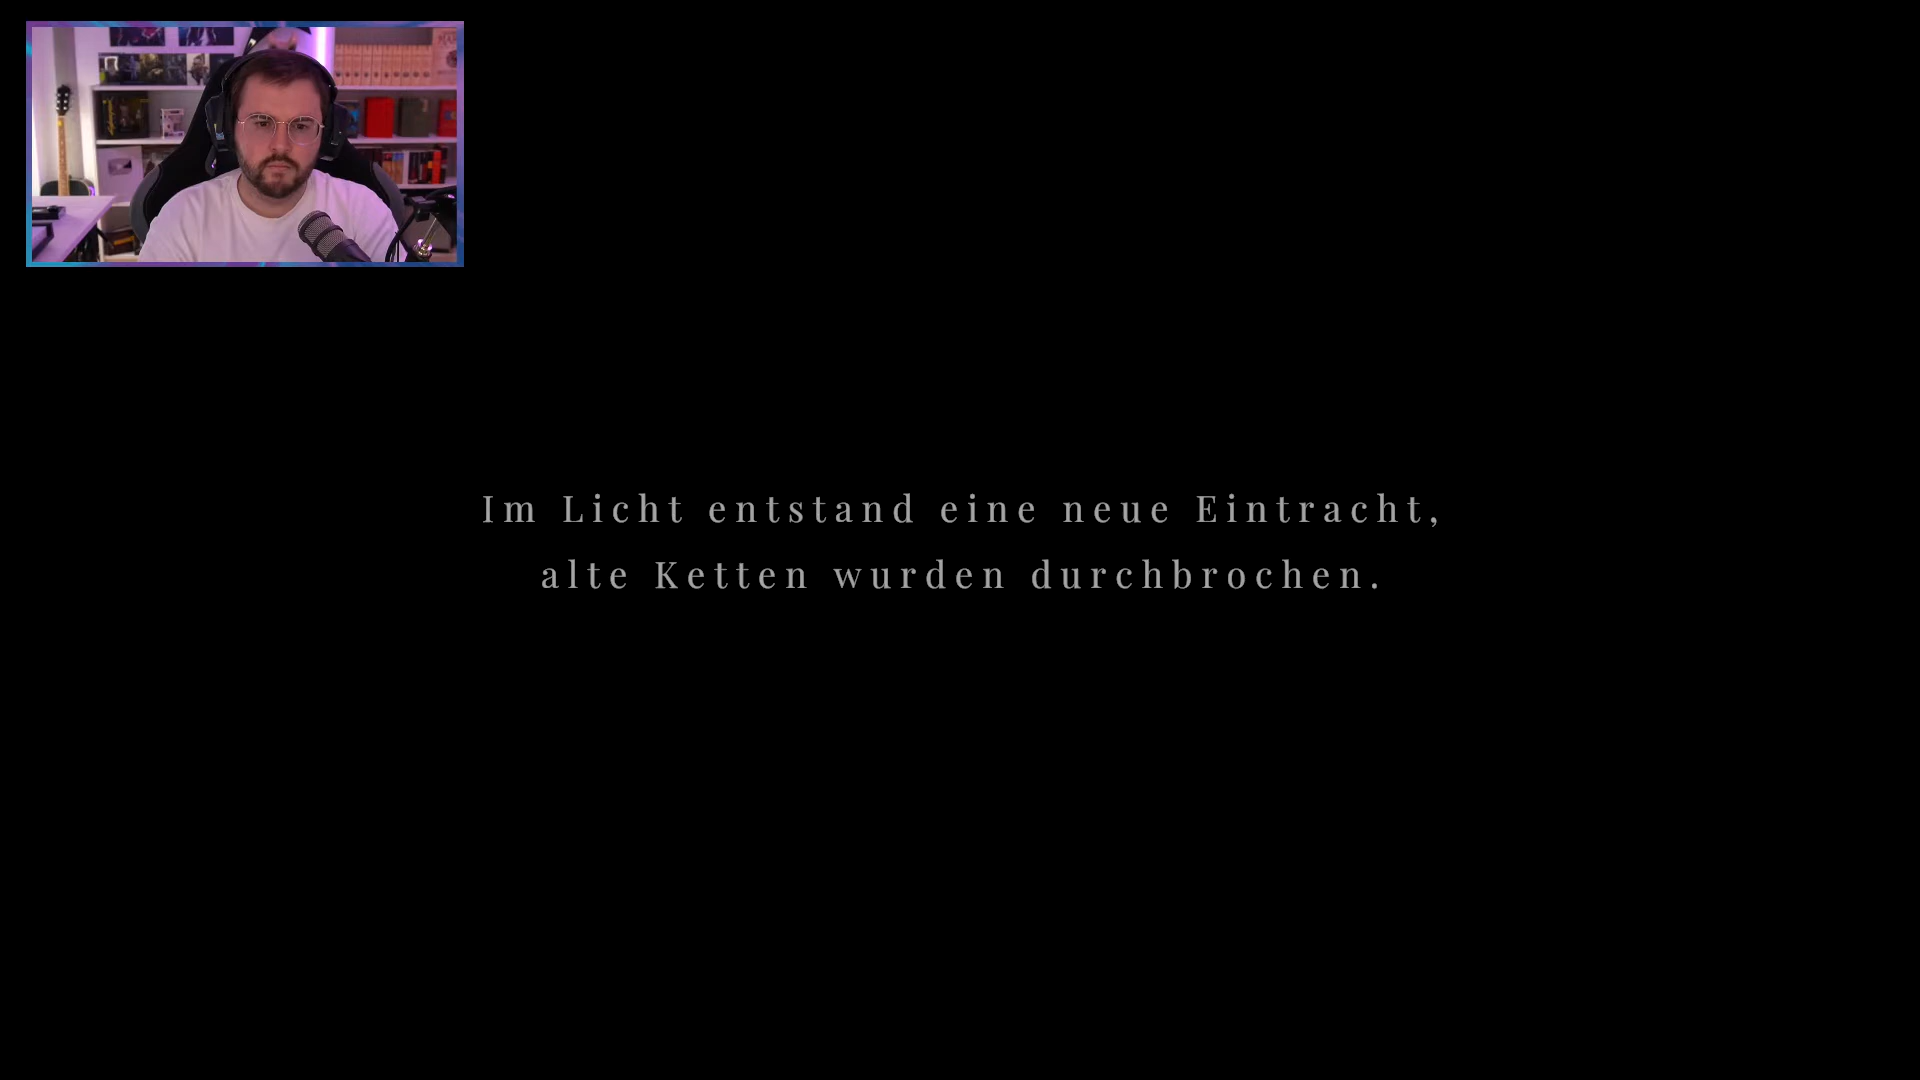 Im Licht entstand eine neue Eintracht,
alte Ketten wurden durchbrochen.